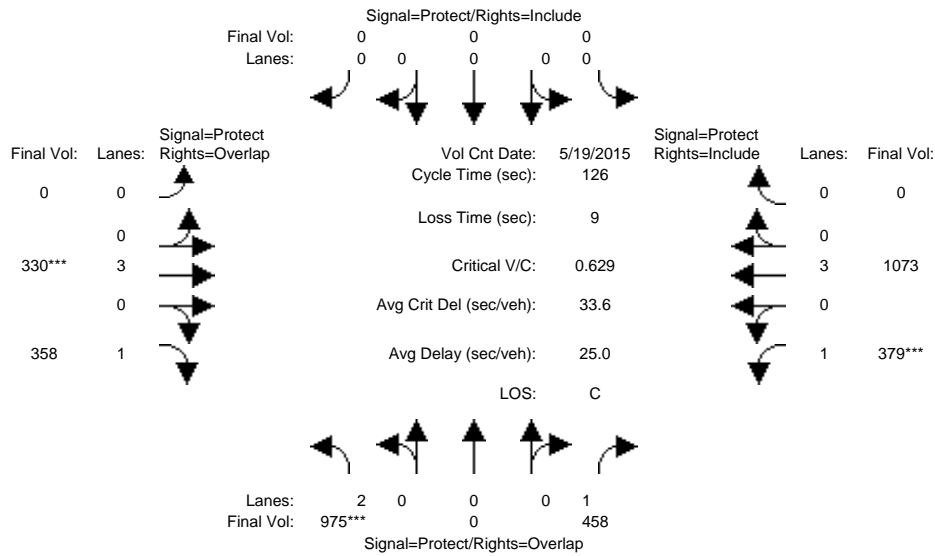 Signal=Protect/Rights=Include
Final Vol: 0 0 0
Lanes: 0 0 0 0 0
Signal=Protect Signal=Protect
Final Vol: Lanes: Rights=Overlap Vol Cnt Date: 5/19/2015 Rights=Include Lanes: Final Vol:
Cycle Time (sec): 126
0 0 0 0
Loss Time (sec): 9
0 0
330*** 3 Critical V/C: 0.629 3 1073
0 Avg Crit Del (sec/veh): 33.6 0
358 1 Avg Delay (sec/veh): 25.0 1 379***
LOS: C
Lanes: 2 0 0 0 1
Final Vol: 975*** 0 458
Signal=Protect/Rights=Overlap